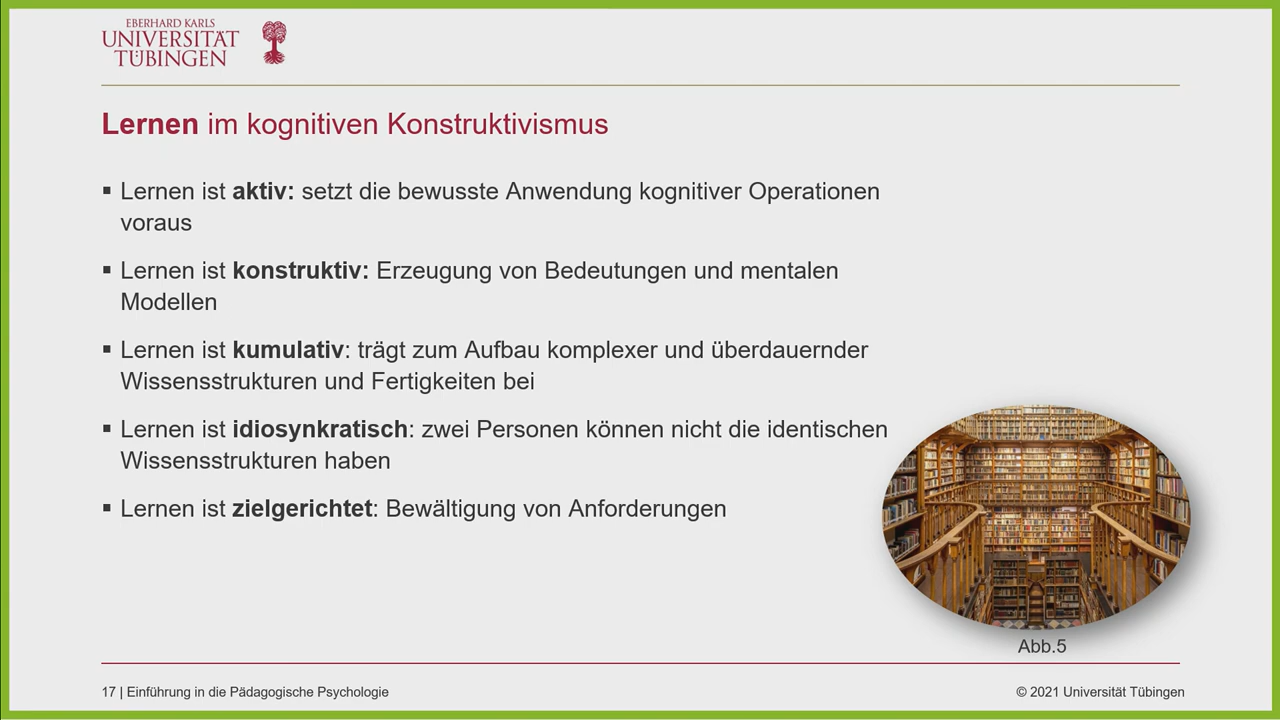 EBERHARD KARLS
UNIVERSITÄT
TÜBINGEN
Lernen im kognitiven Konstruktivismus
▪ Lernen ist aktiv: setzt die bewusste Anwendung kognitiver Operationen
voraus
▪ Lernen ist konstruktiv: Erzeugung von Bedeutungen und mentalen
Modellen
▪ Lernen ist kumulativ: trägt zum Aufbau komplexer und überdauernder
Wissensstrukturen und Fertigkeiten bei
▪ Lernen ist idiosynkratisch: zwei Personen können nicht die identischen
Wissensstrukturen haben
▪ Lernen ist zielgerichtet: Bewältigung von Anforderungen
Abb.5
17 | Einführung in die Pädagogische Psychologie
© 2021 Universität Tübingen